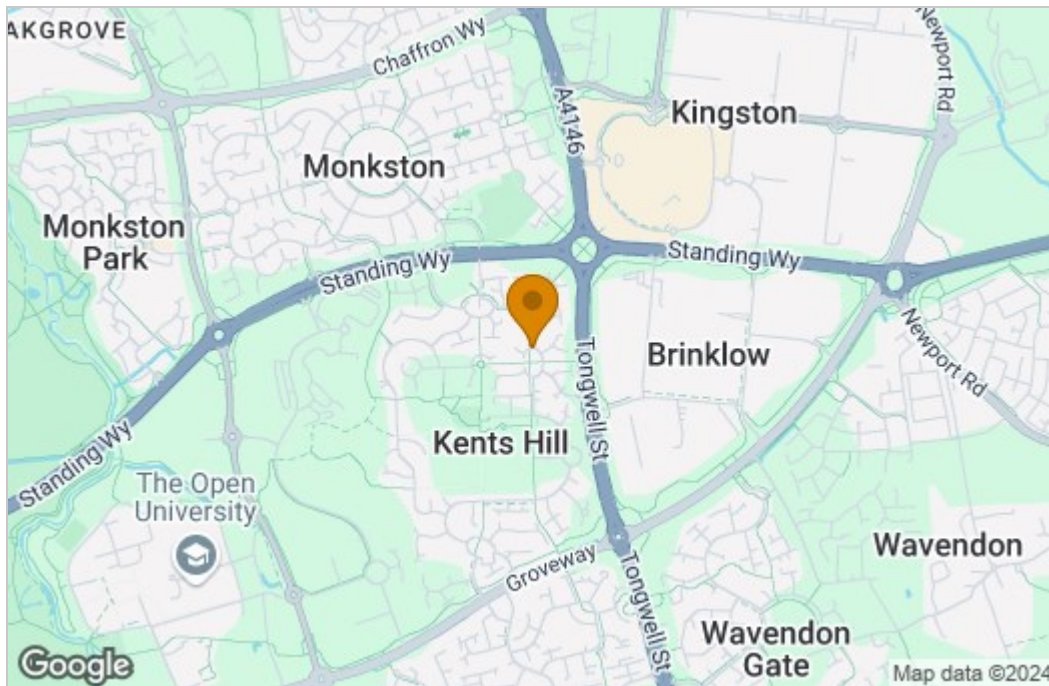 AKGROVE
Chaffron Wy
A4146
Kingston
Newport Rd
Monkston
Monkston
Park
Standing Wy
Standing Wy
Newport Rd
Brinklow
Tongwell St
Kents Hill
Standing Wy
The Open
University
Groveway
Wavendon
Tongwell St
Wavendon
Gate
Google
Map data ©2024